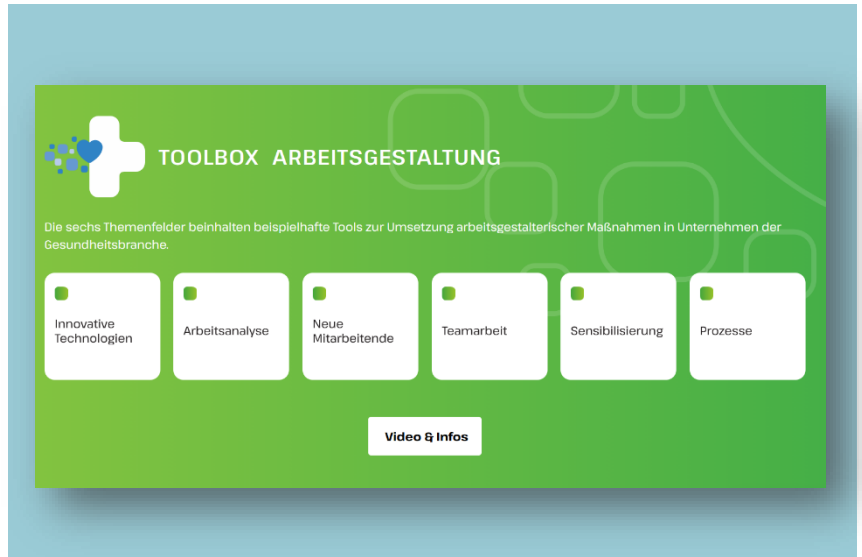 TOOLBOX ARBEITSGESTALTUNG
Die sechs Themenfelder beinhalten beispielhafte Tools zur Umsetzung arbeitsgestalterischer Maßnahmen in Unternehmen der
Gesundheitsbranche.
Innovative
Technologien
Arbeitsanalyse
Neue
Mitarbeitende
Teamarbeit
Sensibilisierung
Prozesse
Video & Infos